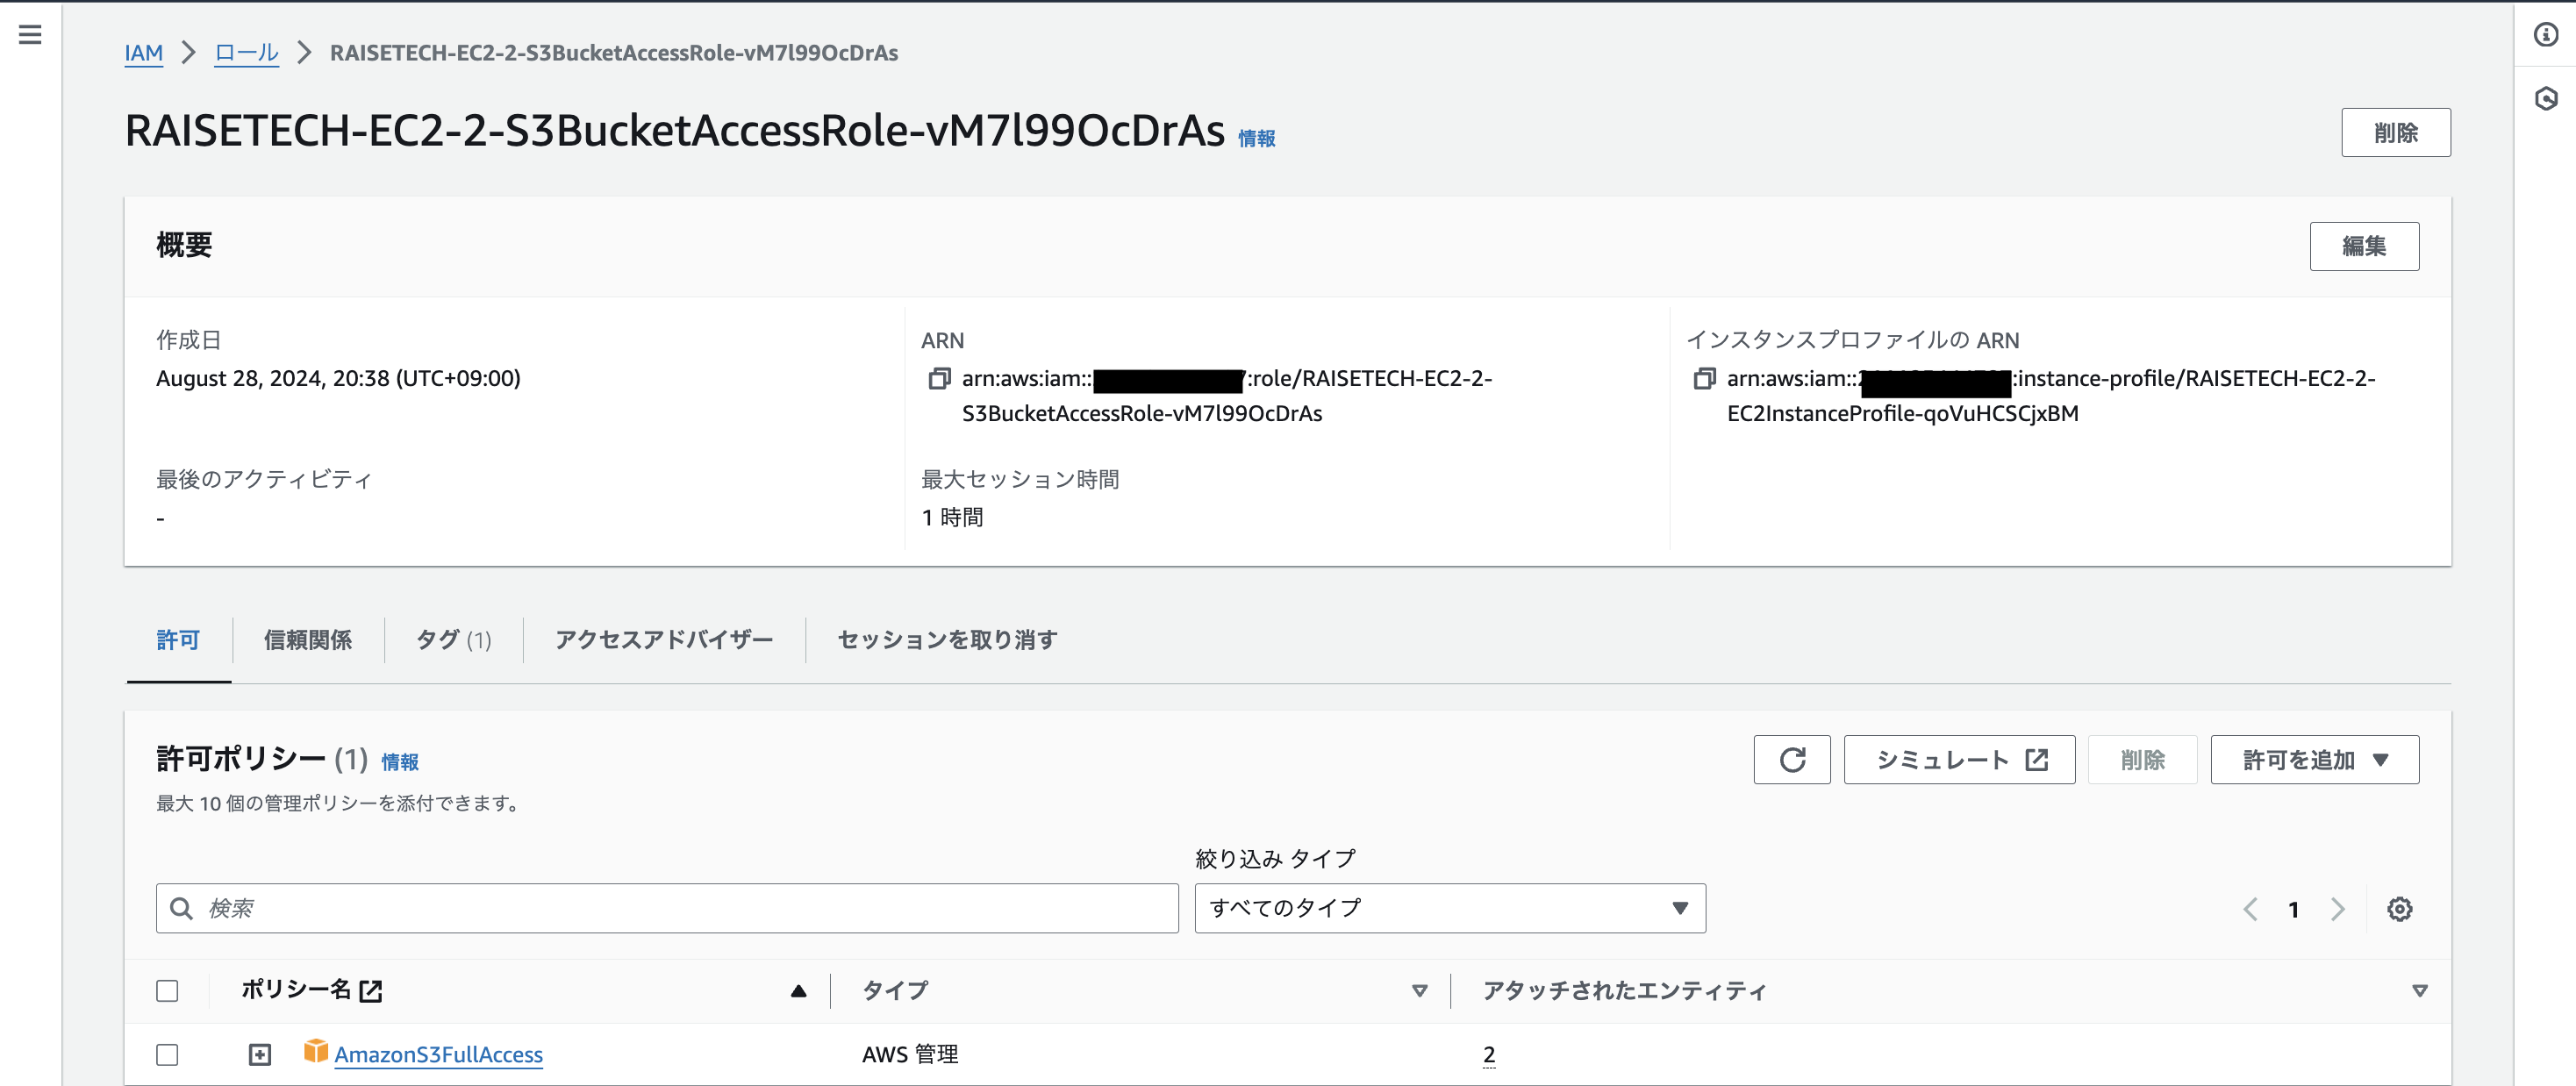 IAM > ロール > RAISETECH-EC2-2-S3BucketAccessRole-vM7l99OcDrAs
RAISETECH-EC2-2-S3BucketAccessRole-vM7l99OcDrAs 情報
削除
概要
編集
作成日
August 28, 2024, 20:38 (UTC+09:00)
ARN
arn:aws:iam:: :role/RAISETECH-EC2-2-
S3BucketAccessRole-vM7l99OcDrAs
インスタンスプロファイルの ARN
arn:aws:iam:: :instance-profile/RAISETECH-EC2-2-
EC2InstanceProfile-qoVuHCSCjxBM
最後のアクティビティ
-
最大セッション時間
1 時間
許可 信頼関係 タグ (1) アクセスアドバイザー セッションを取り消す
許可ポリシー (1) 情報
シミュレート 削除 許可を追加
最大 10 個の管理ポリシーを添付できます。
絞り込み タイプ
検索 すべてのタイプ 1
ポリシー名 タイプ アタッチされたエンティティ
AmazonS3FullAccess AWS 管理 2